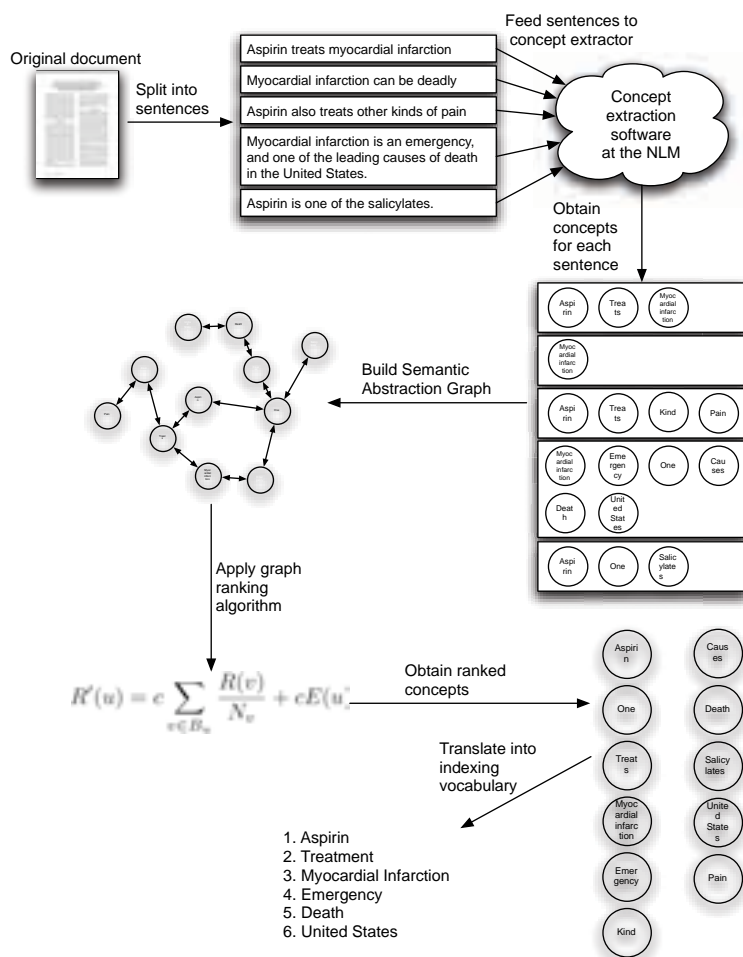 Original document
Split into
sentences
Aspirin treats myocardial infarction
Myocardial infarction can be deadly
Aspirin also treats other kinds of pain
Myocardial infarction is an emergency,
and one of the leading causes of death
in the United States.
Aspirin is one of the salicylates.
Feed sentences to
concept extractor
Concept
extraction
software
at the NLM
Obtain
concepts
for each
sentence
Aspi
rin
Trea
ts
Myoc
ardial
infarc
tion
Myoc
ardial
infarc
tion
Aspi
rin
Trea
ts
Kind
Pain
Myoc
ardial
infarc
tion
Eme
rgen
cy
One
Cau
ses
Deat
h
Unit
ed
Stat
es
Aspi
rin
One
Salic
ylate
s
Build Semantic
Abstraction Graph
Apply graph
ranking
algorithm
R'(u) = c ∑ v∈B_u R(v)/N_v + cE(u)
Obtain ranked
concepts
Aspiri
n
Caus
es
One
Death
Treat
s
Salicy
lates
Myoc
ardial
infarc
tion
Unite
d
State
s
Emer
gency
Pain
Kind
Translate into
indexing
vocabulary
1. Aspirin
2. Treatment
3. Myocardial Infarction
4. Emergency
5. Death
6. United States